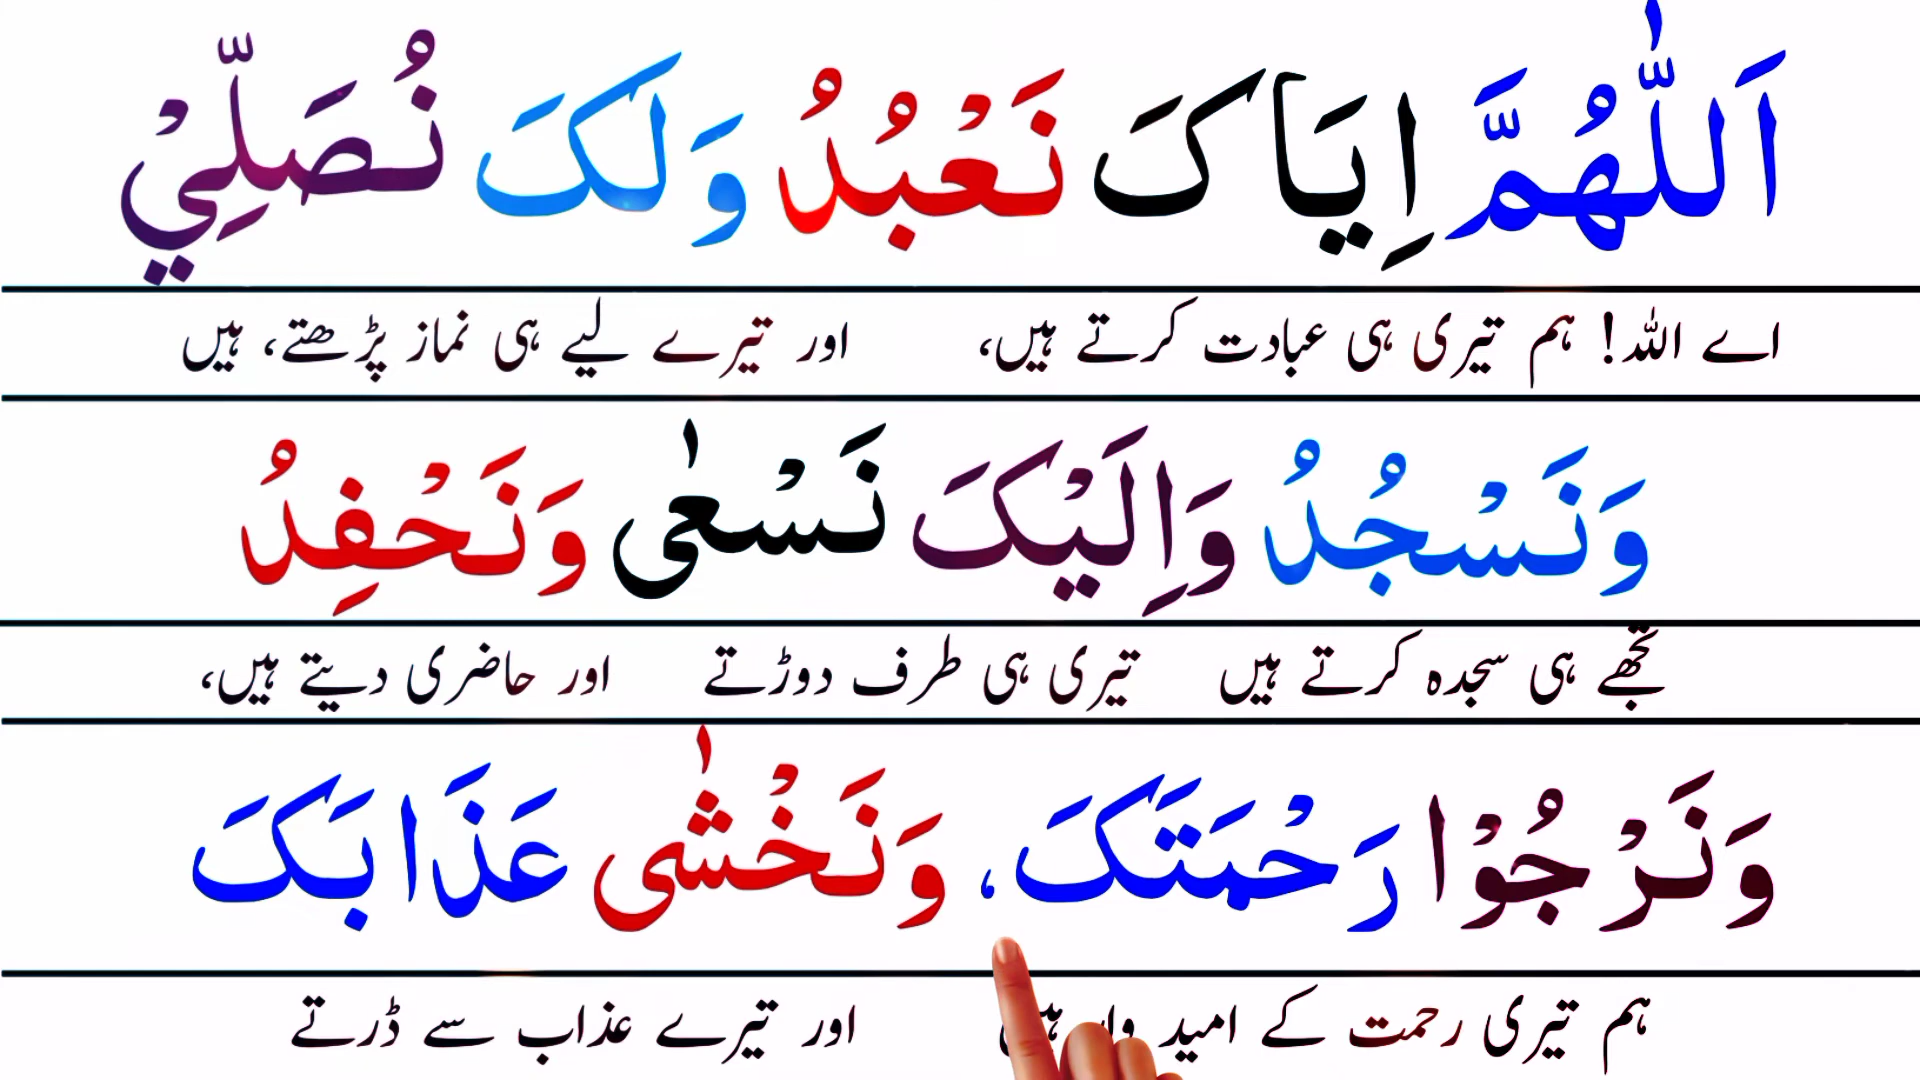 اَللّٰهُمَّ اِيَاکَ نَعْبُدُ وَلَکَ نُصَلِّيْ
اے اللہ! ہم تیری ہی عبادت کرتے ہیں، اور تیرے لیے ہی نماز پڑھتے، ہیں
وَنَسْجُدُ وَاِلَيْکَ نَسْعٰی وَنَحْفِدُ
تجھے ہی سجدہ کرتے ہیں تیری ہی طرف دوڑتے اور حاضری دیتے ہیں،
وَنَرْجُوْا رَحْمَتَکَ، وَنَخْشٰی عَذَابَکَ
ہم تیری رحمت کے امید وار ہیں اور تیرے عذاب سے ڈرتے